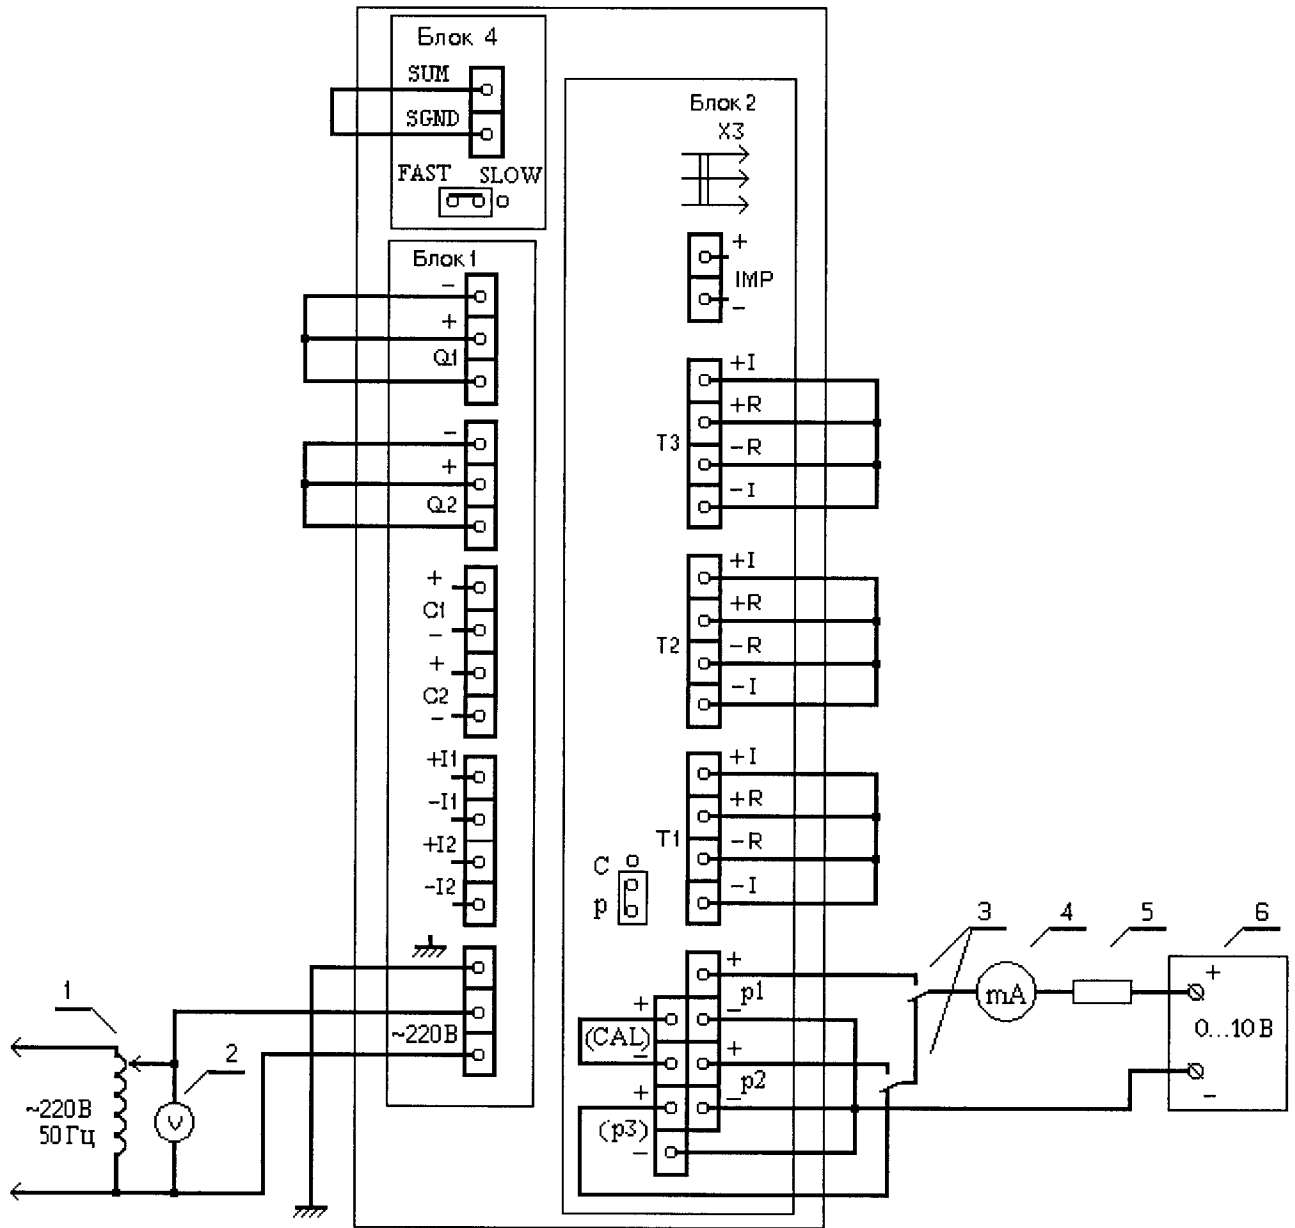 Блок 4
SUM
SGND
FAST SLOW
Блок 2
X3
+
IMP
−
Блок 1
−
+
Q1
−
+
Q2
+
C1
−
+
C2
−
+I1
−I1
+I2
−I2
~220В
+I
+R
T3
−R
−I
+I
+R
T2
−R
−I
+I
+R
T1
−R
−I
C
p
+
p1
−
+
(CAL)
−
+
p2
−
+
(p3)
−
1
2
~220В
50Гц
V
3
4
5
6
mA
+
0...10В
−